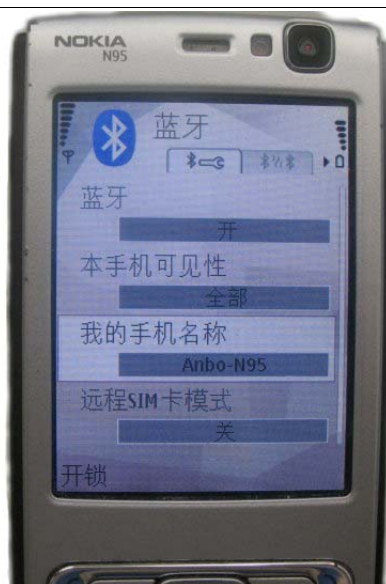 NOKIA
N95
蓝牙
蓝牙
开
本手机可见性
全部
我的手机名称
Anbo-N95
远程SIM卡模式
关
开锁